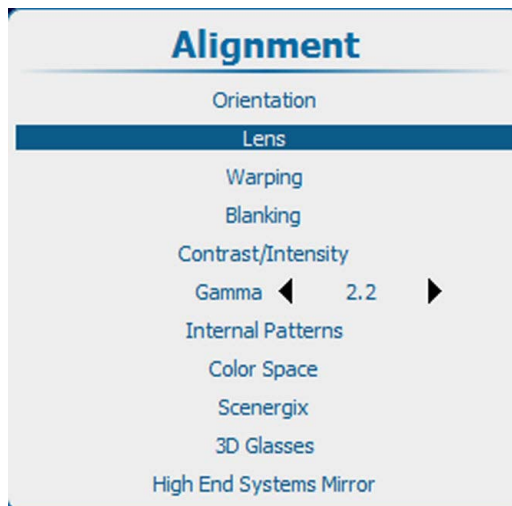 Alignment
Orientation
Lens
Warping
Blanking
Contrast/Intensity
Gamma 2.2
Internal Patterns
Color Space
Scenergix
3D Glasses
High End Systems Mirror